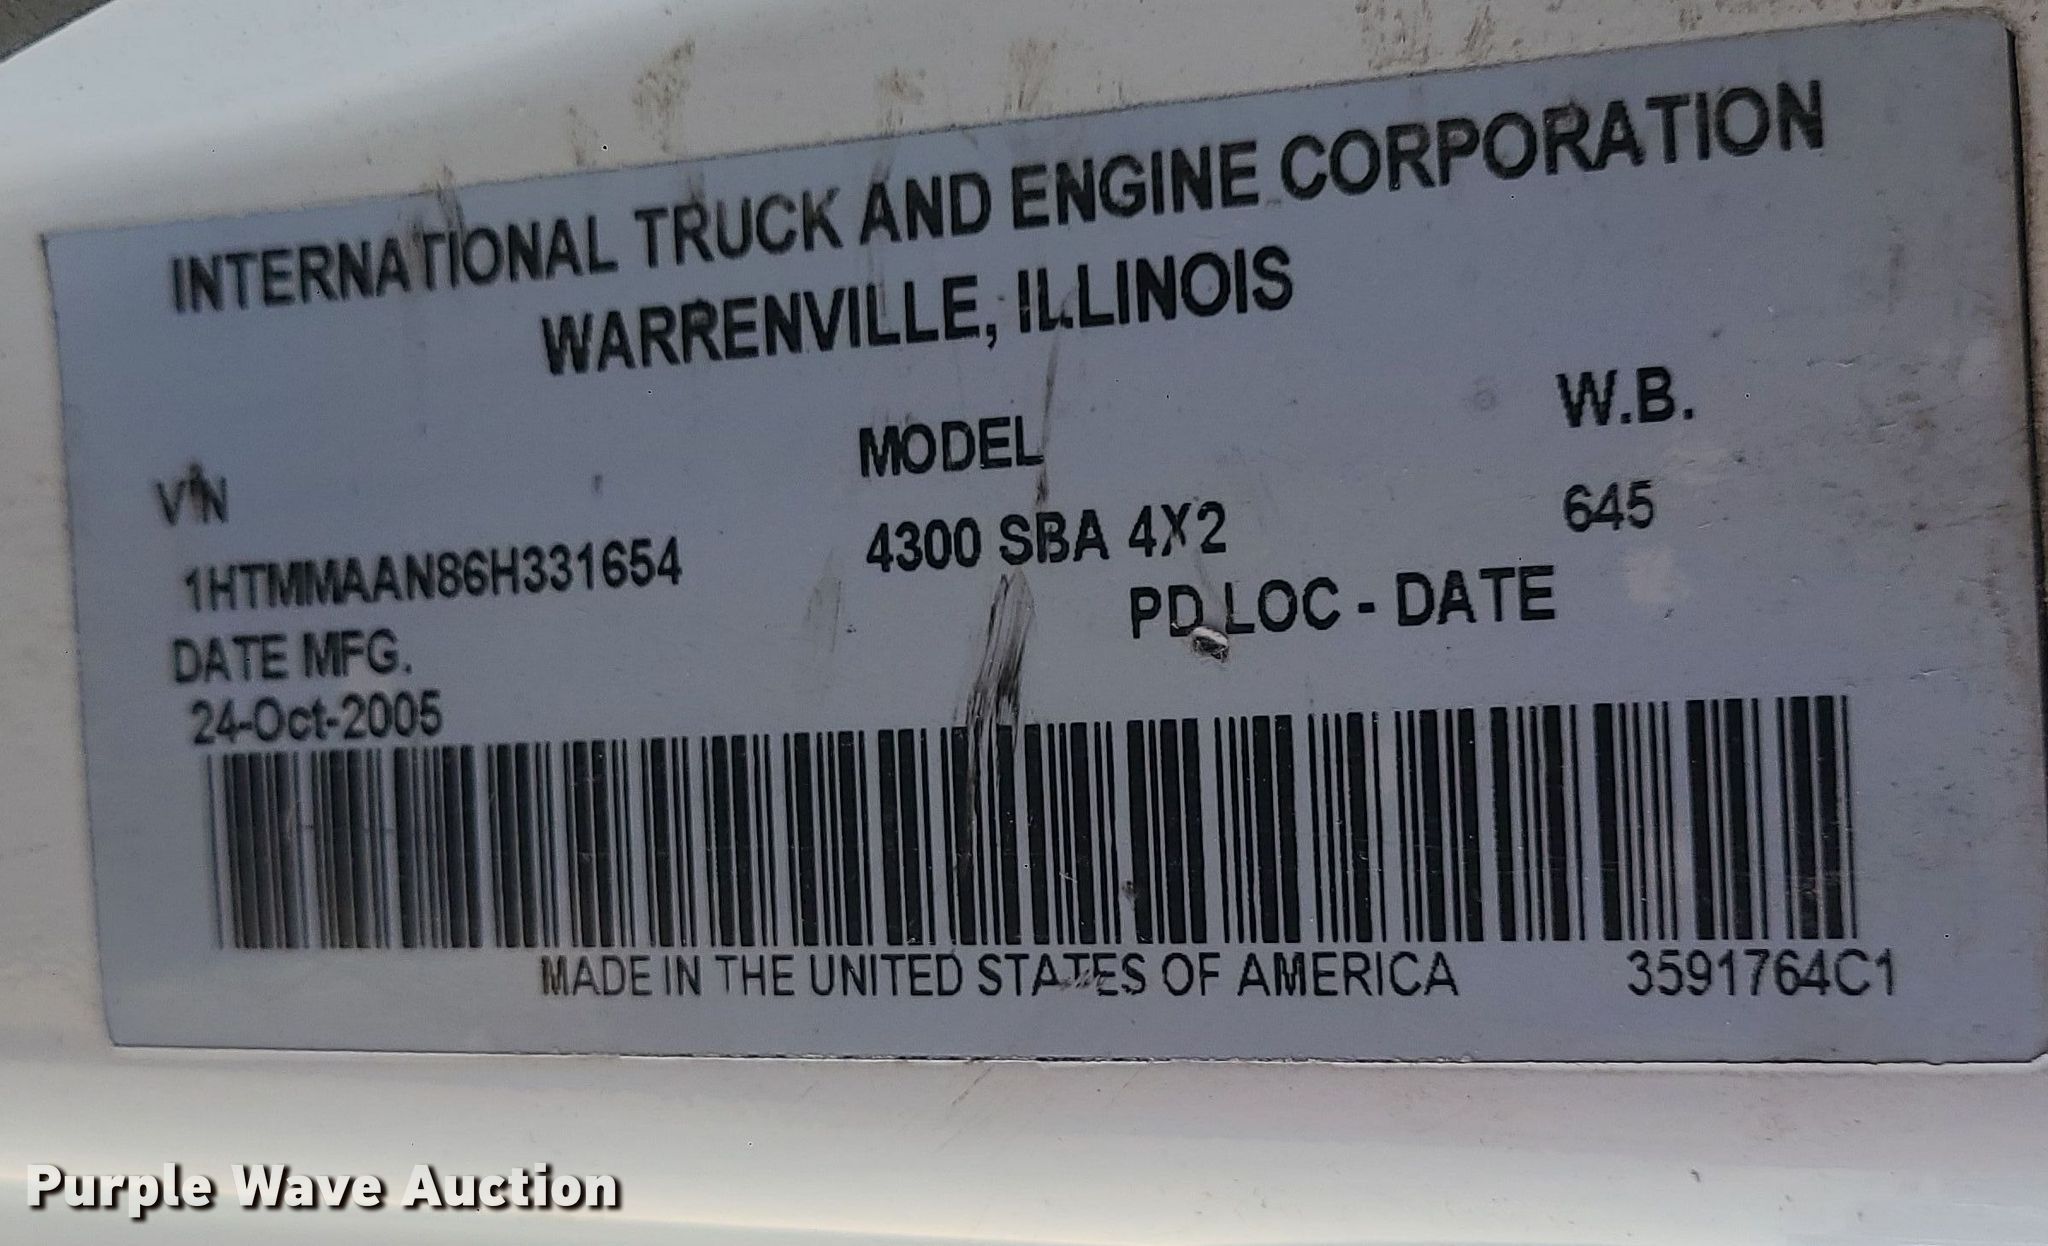 INTERNATIONAL TRUCK AND ENGINE CORPORATION
WARRENVILLE, ILLINOIS
VIN MODEL W.B.
1HTMMAAN86H331654 4300 SBA 4X2 645
DATE MFG. PD LOC - DATE
24-Oct-2005
MADE IN THE UNITED STATES OF AMERICA 3591764C1
Purple Wave Auction